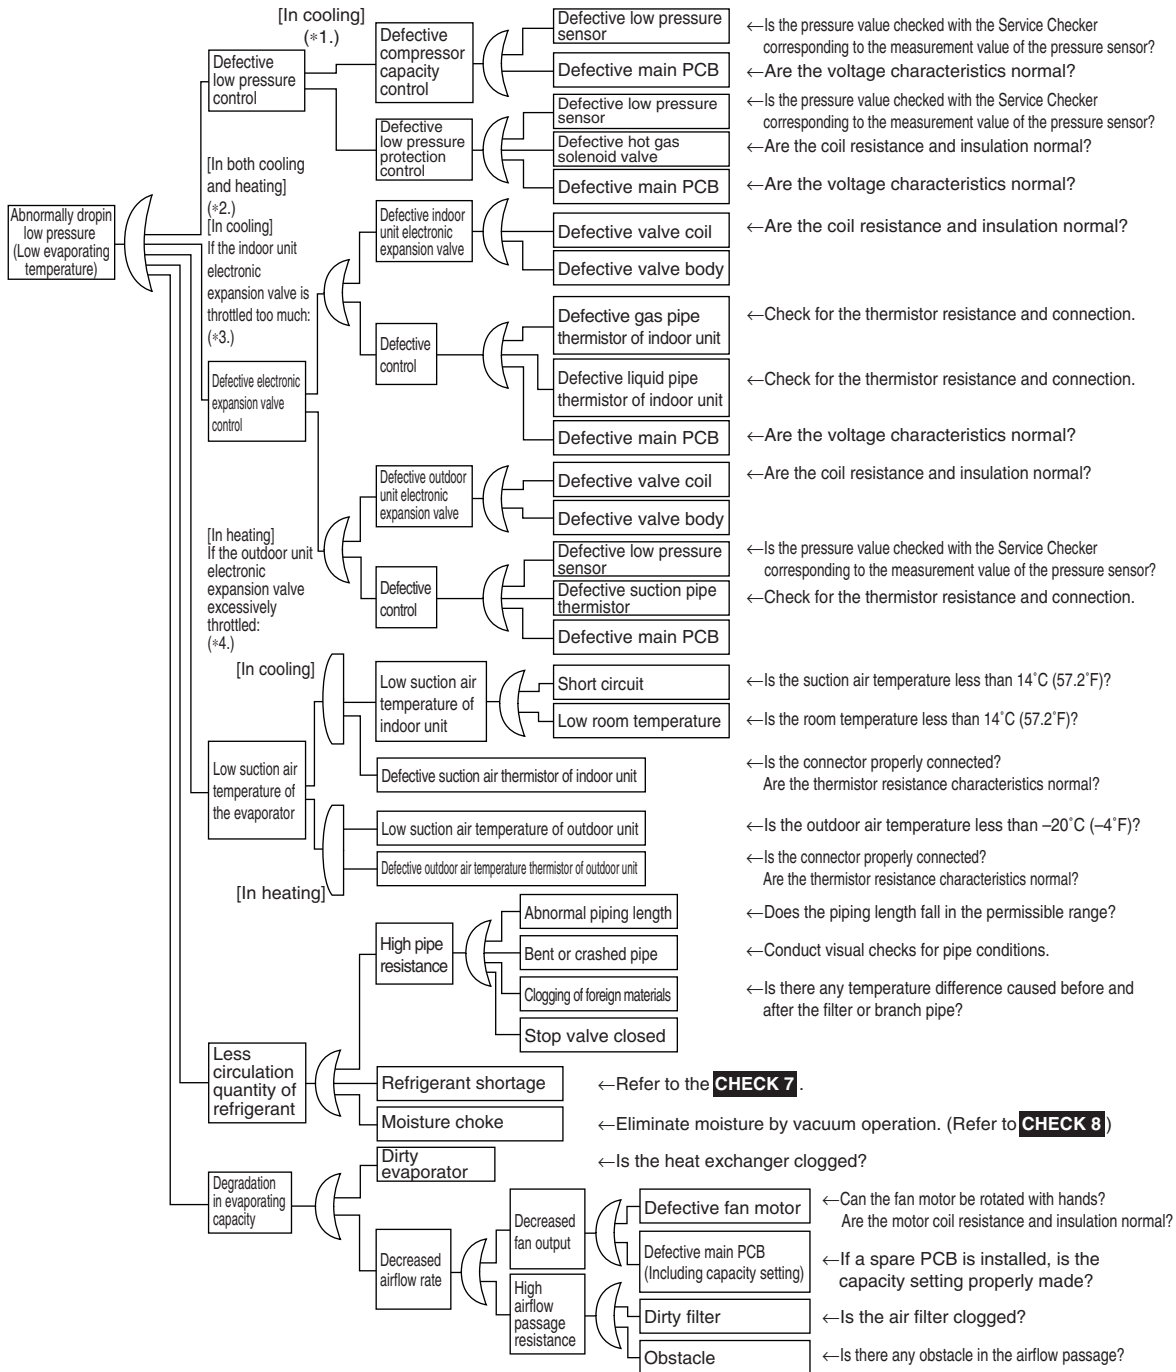 [In cooling]
(*1.)
Defective
low pressure
control
Defective
compressor
capacity
control
Defective low pressure
sensor
←Is the pressure value checked with the Service Checker
corresponding to the measurement value of the pressure sensor?
Defective main PCB
←Are the voltage characteristics normal?
Defective
low pressure
protection
control
Defective low pressure
sensor
←Is the pressure value checked with the Service Checker
corresponding to the measurement value of the pressure sensor?
Defective hot gas
solenoid valve
←Are the coil resistance and insulation normal?
Defective main PCB
←Are the voltage characteristics normal?
[In both cooling
and heating]
(*2.)
Abnormally dropin
low pressure
(Low evaporating
temperature)
[In cooling]
If the indoor unit
electronic
expansion valve is
throttled too much:
(*3.)
Defective electronic
expansion valve
control
Defective indoor
unit electronic
expansion valve
Defective valve coil
←Are the coil resistance and insulation normal?
Defective valve body
Defective
control
Defective gas pipe
thermistor of indoor unit
←Check for the thermistor resistance and connection.
Defective liquid pipe
thermistor of indoor unit
←Check for the thermistor resistance and connection.
Defective main PCB
←Are the voltage characteristics normal?
Defective outdoor
unit electronic
expansion valve
Defective valve coil
←Are the coil resistance and insulation normal?
Defective valve body
[In heating]
If the outdoor unit
electronic
expansion valve
excessively
throttled:
(*4.)
Defective
control
Defective low pressure
sensor
←Is the pressure value checked with the Service Checker
corresponding to the measurement value of the pressure sensor?
Defective suction pipe
thermistor
←Check for the thermistor resistance and connection.
Defective main PCB
[In cooling]
Low suction air
temperature of
the evaporator
Low suction air
temperature of
indoor unit
Short circuit
←Is the suction air temperature less than 14˚C (57.2˚F)?
Low room temperature
←Is the room temperature less than 14˚C (57.2˚F)?
Defective suction air thermistor of indoor unit
←Is the connector properly connected?
Are the thermistor resistance characteristics normal?
Low suction air temperature of outdoor unit
←Is the outdoor air temperature less than –20˚C (–4˚F)?
Defective outdoor air temperature thermistor of outdoor unit
←Is the connector properly connected?
Are the thermistor resistance characteristics normal?
[In heating]
Less
circulation
quantity of
refrigerant
High pipe
resistance
Abnormal piping length
←Does the piping length fall in the permissible range?
Bent or crashed pipe
←Conduct visual checks for pipe conditions.
Clogging of foreign materials
←Is there any temperature difference caused before and
after the filter or branch pipe?
Stop valve closed
Refrigerant shortage
←Refer to the CHECK 7 .
Moisture choke
←Eliminate moisture by vacuum operation. (Refer to CHECK 8 )
Degradation
in evaporating
capacity
Dirty
evaporator
←Is the heat exchanger clogged?
Decreased
airflow rate
Decreased
fan output
Defective fan motor
←Can the fan motor be rotated with hands?
Are the motor coil resistance and insulation normal?
Defective main PCB
(Including capacity setting)
←If a spare PCB is installed, is the
capacity setting properly made?
High
airflow
passage
resistance
Dirty filter
←Is the air filter clogged?
Obstacle
←Is there any obstacle in the airflow passage?